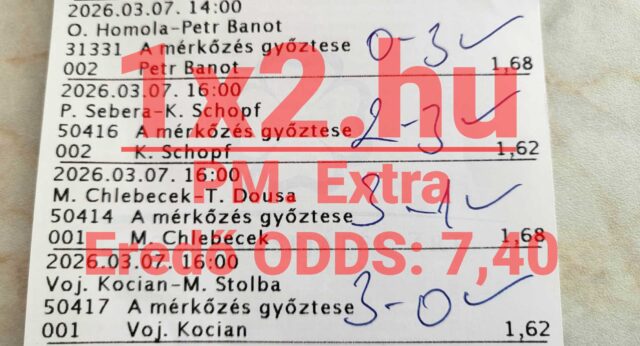 2026.03.07. 14:00
O. Homola-Petr Banot
31331 A mérkőzés győztese 0-3 ✓
002 Petr Banot 1,68
2026.03.07. 16:00
P. Sebera-K. Schopf
50416 A mérkőzés győztese 2-3 ✓
002 K. Schopf 1,62
2026.03.07. 16:00
M. Chlebecek-T. Dousa
50414 A mérkőzés győztese 3-1 ✓
001 M. Chlebecek 1,68
2026.03.07. 16:00
Voj. Kocian-M. Stolba
50417 A mérkőzés győztese 3-0 ✓
001 Voj. Kocian 1,62
1x2.hu
PM. Extra
Eredő ODDS: 7,40